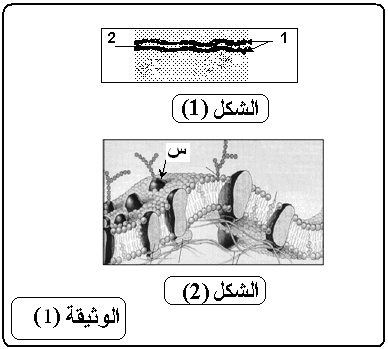 2 1
الشكل (1)
س
الشكل (2)
الوثيقة (1)